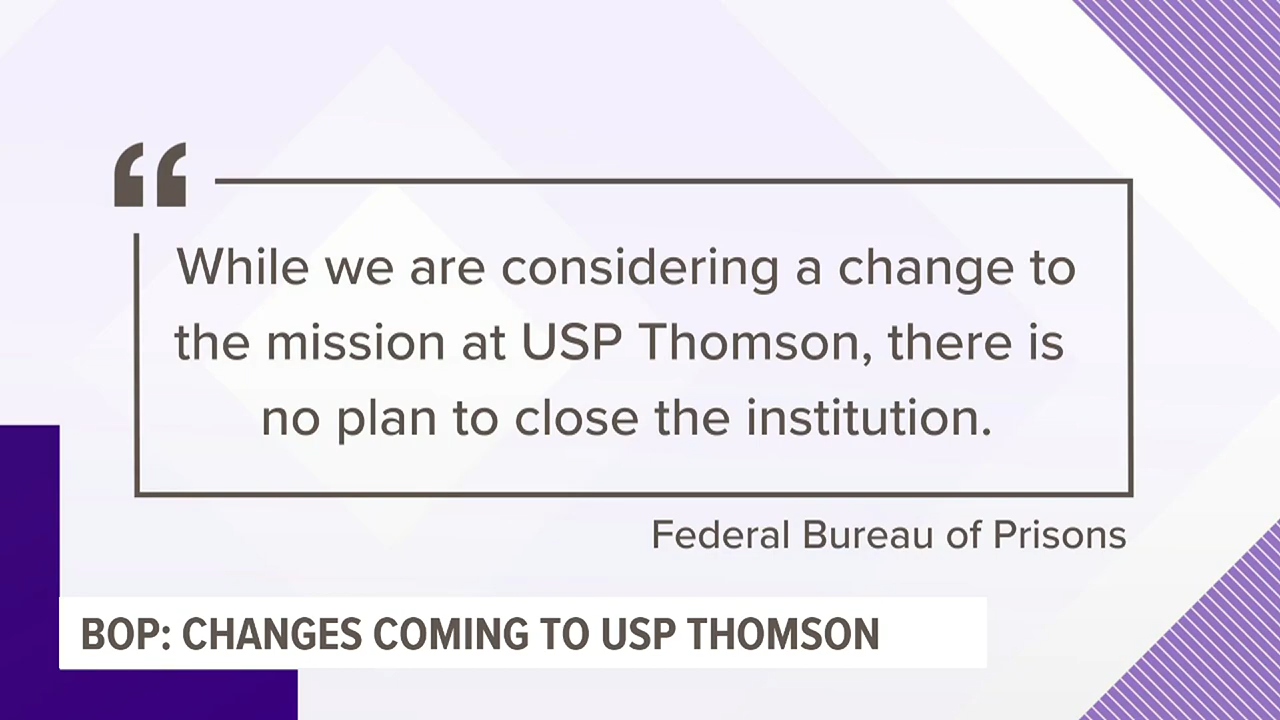 “
While we are considering a change to
the mission at USP Thomson, there is
no plan to close the institution.
Federal Bureau of Prisons
BOP: CHANGES COMING TO USP THOMSON